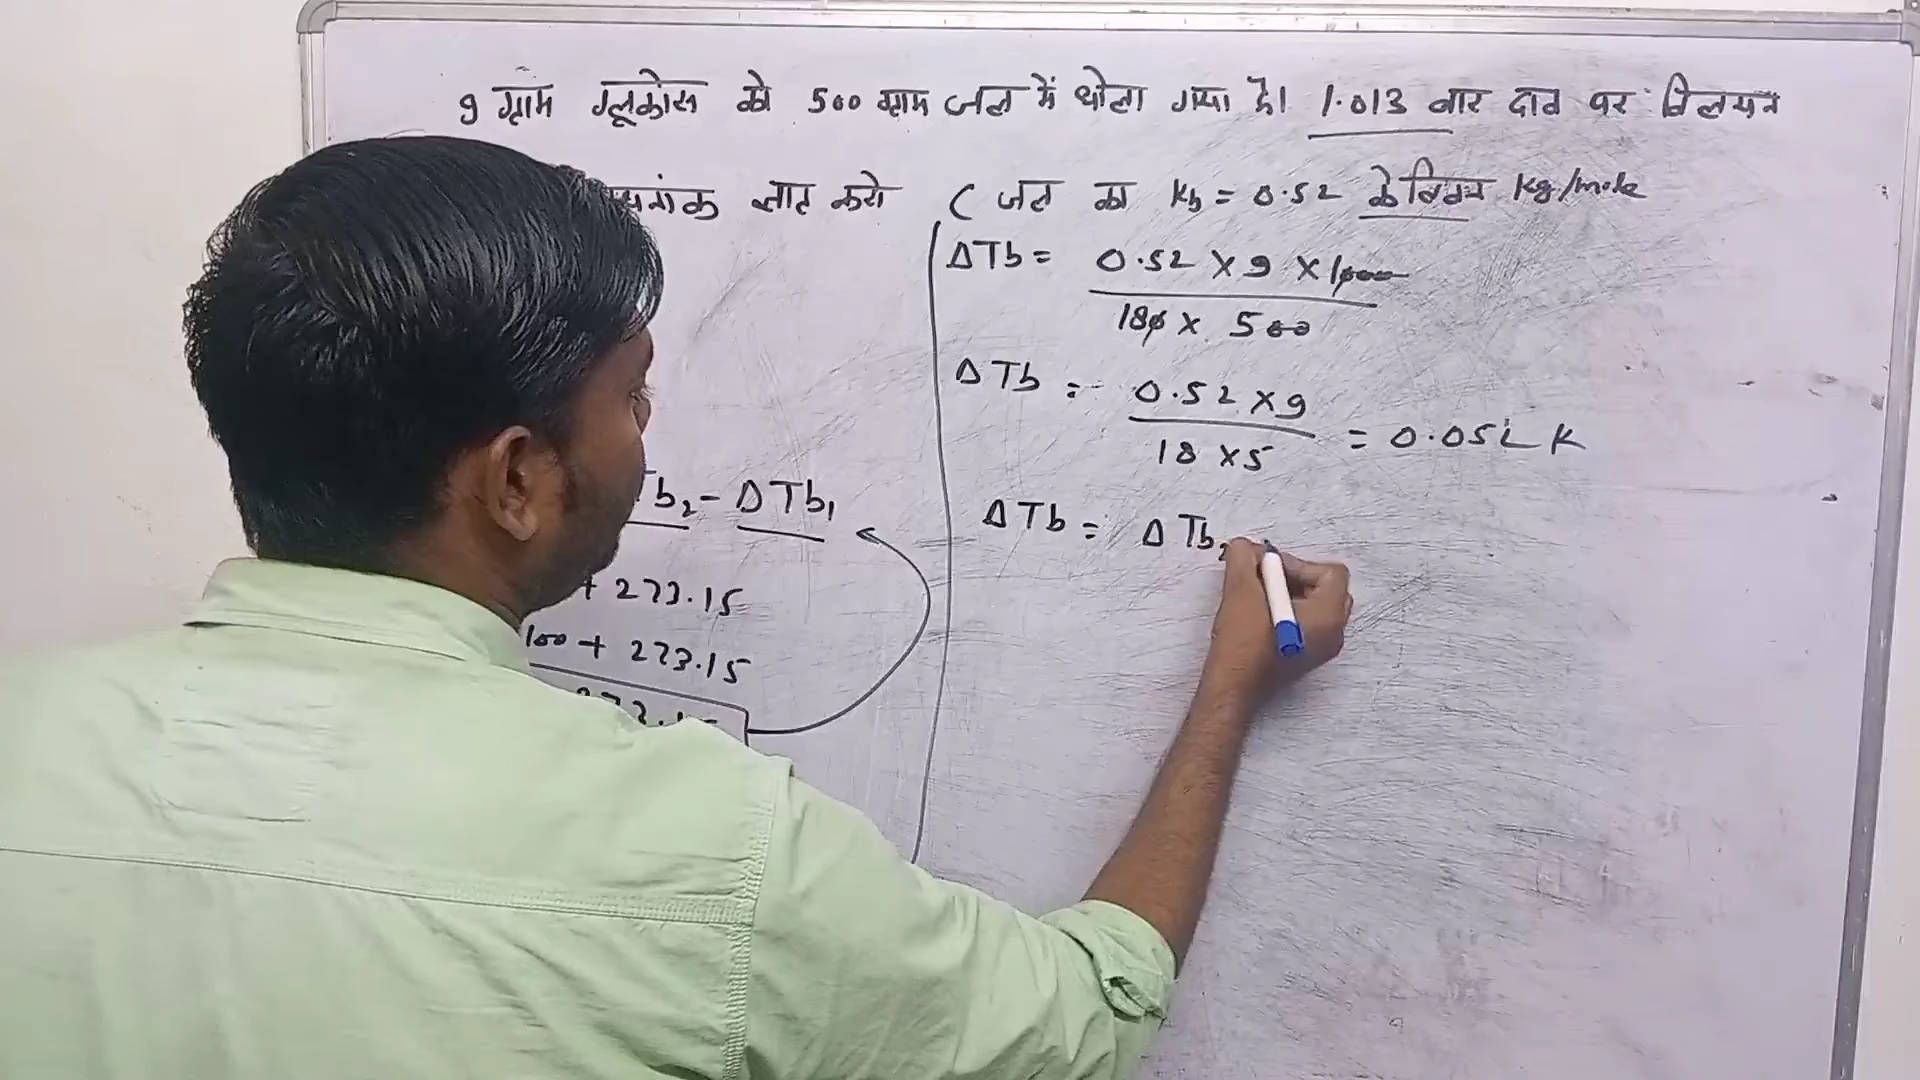 9 ग्राम ग्लूकोस को 500 ग्राम जल में घोला गया है। 1.013 बार दाब पर विलयन
ज्ञात करो ( जल का Kb = 0.52 केल्विन Kg/mole
Tb2 - ΔTb1
+ 273.15
100 + 273.15
ΔTb = 0.52 X 9 X 1000
180 X 500
ΔTb = 0.52 X 9
18 X 5
= 0.052 K
ΔTb = ΔTb2